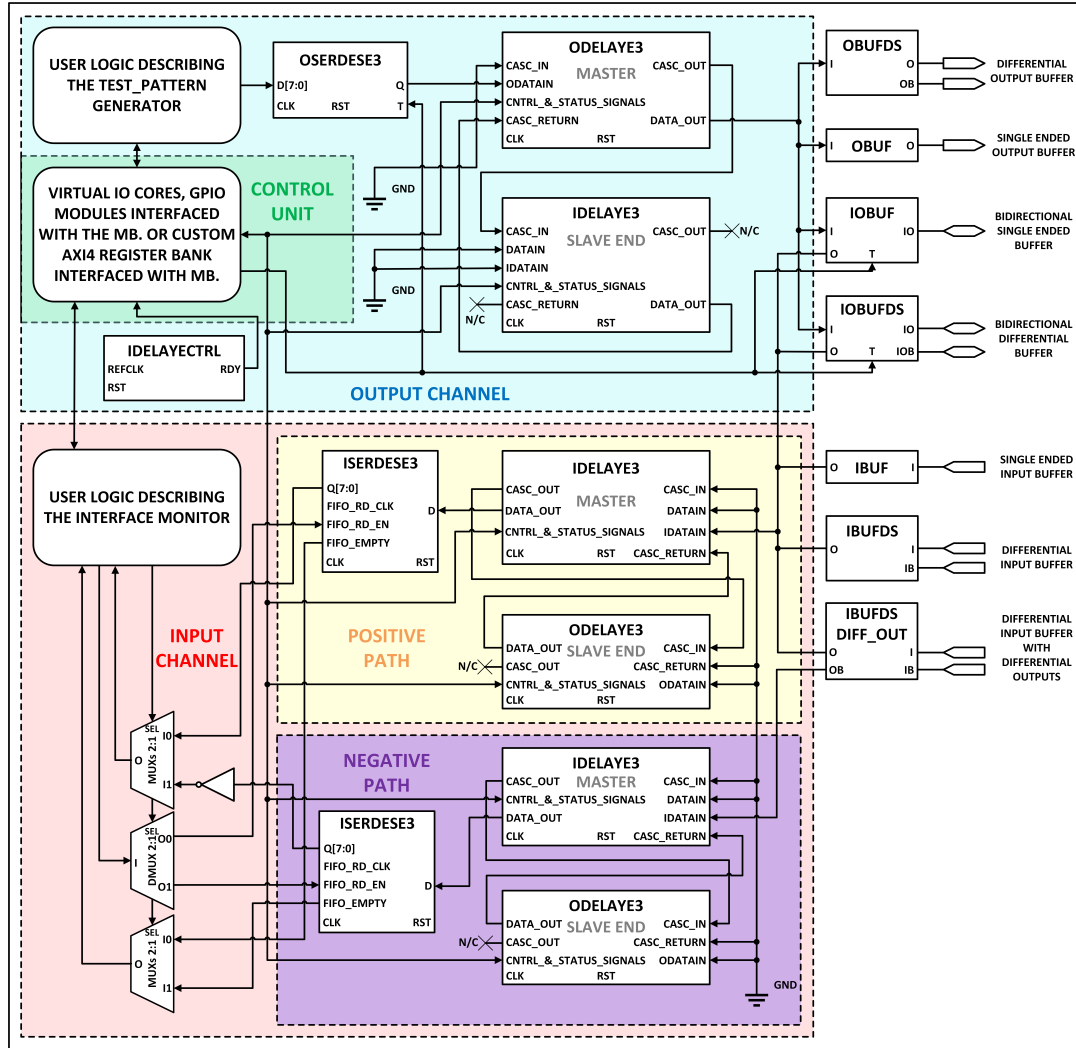 USER LOGIC DESCRIBING
THE TEST_PATTERN
GENERATOR
OSERDESE3
D[7:0]
Q
CLK
RST
T
ODELAYE3
MASTER
CASC_IN
CASC_OUT
ODATAIN
CNTRL_&_STATUS_SIGNALS
CASC_RETURN
DATA_OUT
CLK
RST
OBUFDS
I
O
OB
DIFFERENTIAL
OUTPUT BUFFER
I
OBUF
O
SINGLE ENDED
OUTPUT BUFFER
VIRTUAL IO CORES, GPIO
MODULES INTERFACED
WITH THE MB. OR CUSTOM
AXI4 REGISTER BANK
INTERFACED WITH MB.
CONTROL
UNIT
GND
IDELAYE3
SLAVE END
CASC_IN
CASC_OUT
N/C
DATAIN
IDATAIN
CNTRL_&_STATUS_SIGNALS
CASC_RETURN
DATA_OUT
CLK
RST
GND
N/C
IOBUF
I
IO
O
T
BIDIRECTIONAL
SINGLE ENDED
BUFFER
IOBUFDS
I
IO
O
T
IOB
BIDIRECTIONAL
DIFFERENTIAL
BUFFER
IDELAYECTRL
REFCLK
RDY
RST
OUTPUT CHANNEL
USER LOGIC DESCRIBING
THE INTERFACE MONITOR
ISERDESE3
Q[7:0]
FIFO_RD_CLK
D
FIFO_RD_EN
FIFO_EMPTY
CLK
RST
IDELAYE3
MASTER
CASC_OUT
CASC_IN
DATA_OUT
DATAIN
CNTRL_&_STATUS_SIGNALS
IDATAIN
CLK
RST
CASC_RETURN
O
IBUF
I
SINGLE ENDED
INPUT BUFFER
IBUFDS
O
I
IB
DIFFERENTIAL
INPUT BUFFER
INPUT
CHANNEL
POSITIVE
PATH
ODELAYE3
SLAVE END
DATA_OUT
CASC_IN
N/C
CASC_OUT
CASC_RETURN
CNTRL_&_STATUS_SIGNALS
ODATAIN
CLK
RST
IBUFDS
DIFF_OUT
O
I
OB
IB
DIFFERENTIAL
INPUT BUFFER
WITH
DIFFERENTIAL
OUTPUTS
SEL
MUXs 2:1
I0
O
I1
NEGATIVE
PATH
IDELAYE3
MASTER
CASC_OUT
CASC_IN
CNTRL_&_STATUS_SIGNALS
DATAIN
DATA_OUT
IDATAIN
CLK
RST
CASC_RETURN
SEL
DMUX 2:1
O0
I
O1
ISERDESE3
Q[7:0]
FIFO_RD_CLK
FIFO_RD_EN
D
FIFO_EMPTY
CLK
RST
ODELAYE3
SLAVE END
DATA_OUT
CASC_IN
N/C
CASC_OUT
CASC_RETURN
CNTRL_&_STATUS_SIGNALS
ODATAIN
CLK
RST
SEL
MUXs 2:1
I0
O
I1
GND